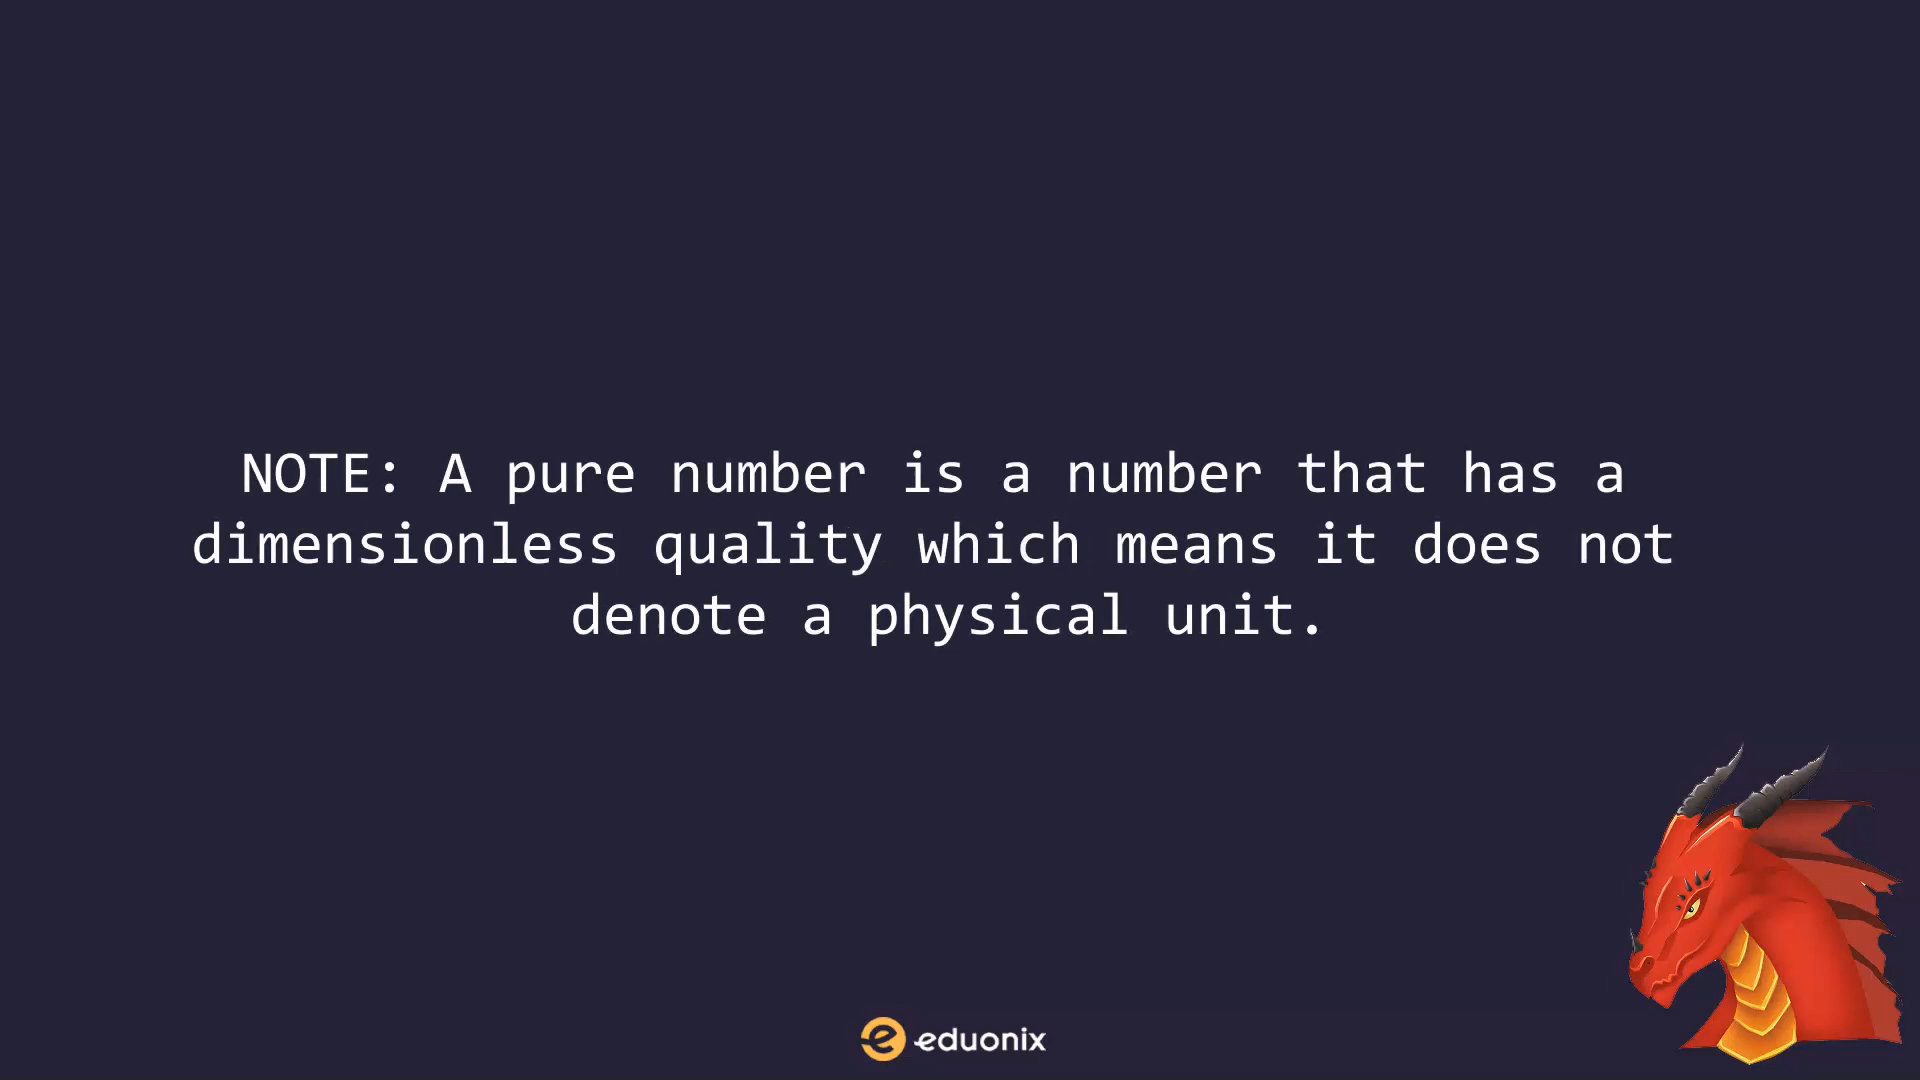 NOTE: A pure number is a number that has a
dimensionless quality which means it does not
denote a physical unit.
eduonix